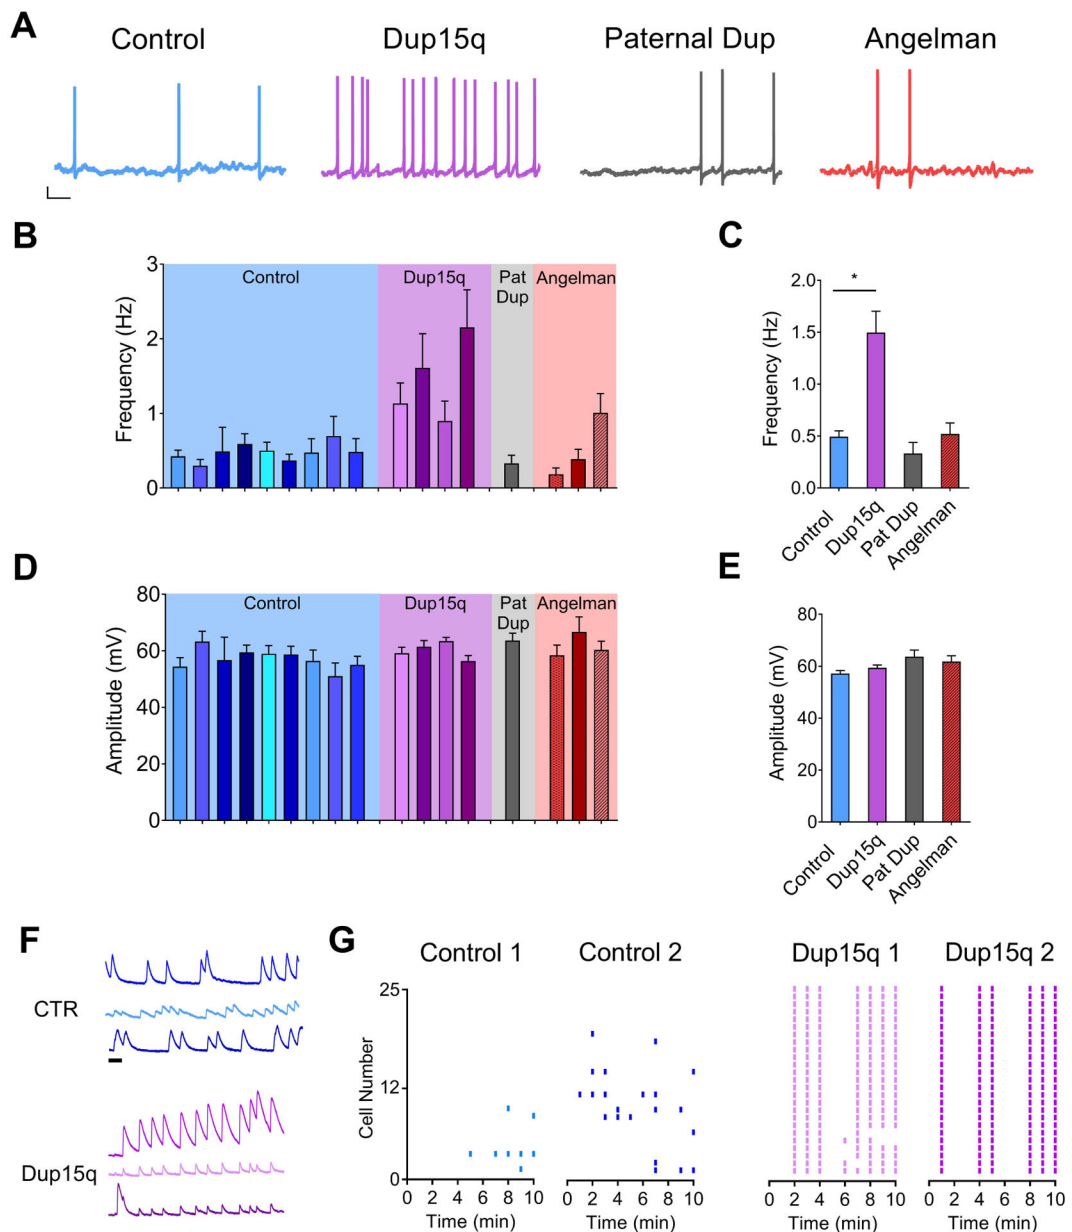 A
Control Dup15q Paternal Dup Angelman
B
Frequency (Hz)
3
2
1
0
Control Dup15q Pat Dup Angelman
C
Frequency (Hz)
2.0
1.5
1.0
0.5
0.0
*
Control Dup15q Pat Dup Angelman
D
Amplitude (mV)
80
60
40
20
0
Control Dup15q Pat Dup Angelman
E
Amplitude (mV)
80
60
40
20
0
Control Dup15q Pat Dup Angelman
F
CTR
Dup15q
G
Control 1 Control 2 Dup15q 1 Dup15q 2
Cell Number
25
12
0
0 2 4 6 8 10 0 2 4 6 8 10 0 2 4 6 8 10 0 2 4 6 8 10
Time (min) Time (min) Time (min) Time (min)